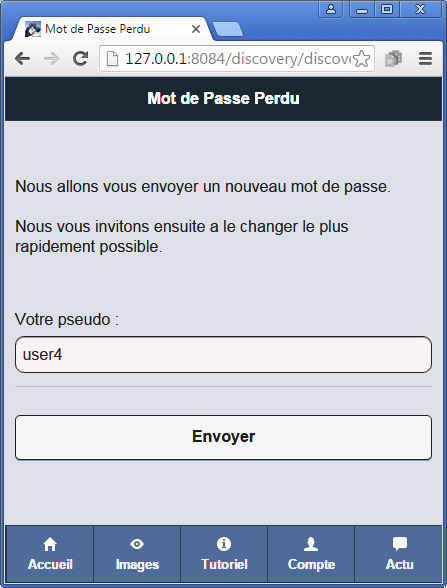 Mot de Passe Perdu
127.0.0.1:8084/discovery/discove
Mot de Passe Perdu
Nous allons vous envoyer un nouveau mot de passe.
Nous vous invitons ensuite a le changer le plus
rapidement possible.
Votre pseudo :
user4
Envoyer
Accueil Images Tutoriel Compte Actu